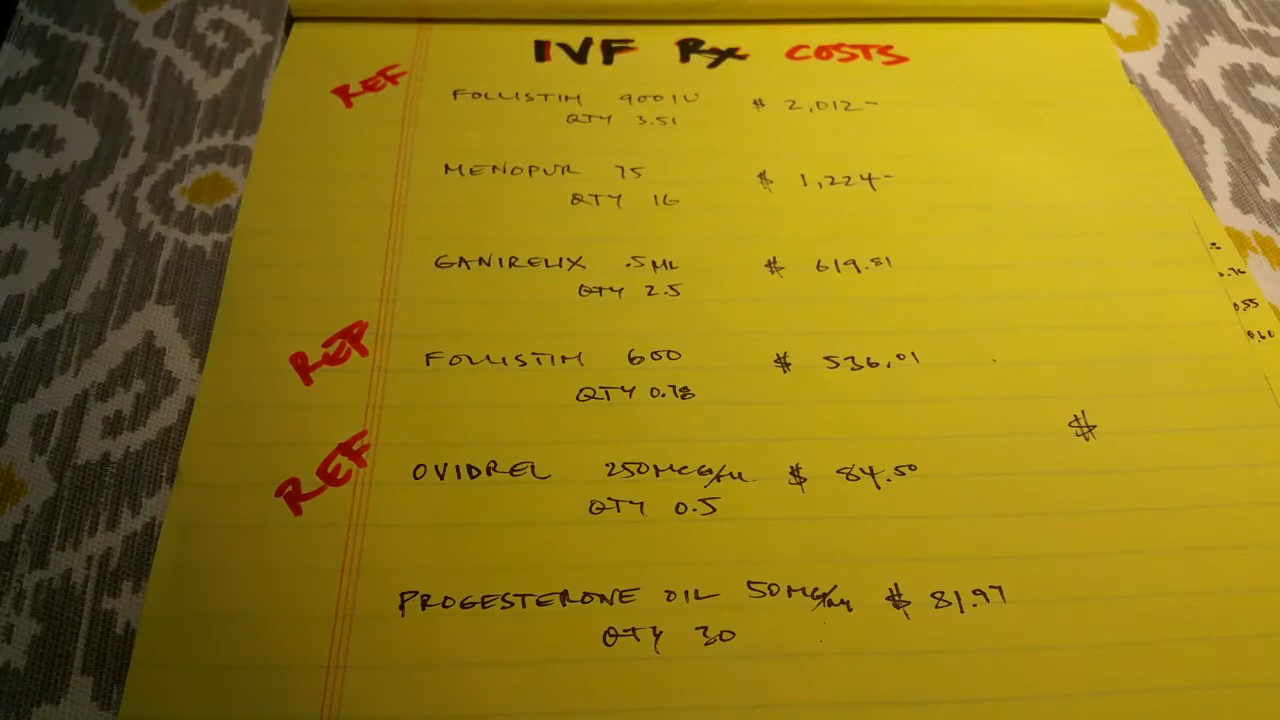 IVF Rx COSTS
REF FOLLISTIM 900IU $ 2,012-
QTY 3.51
MENOPUR 75 $ 1,224-
QTY 16
GANIRELIX .5ML $ 619.81
QTY 2.5
REF FOLLISTIM 600 $ 536.01
QTY 0.78
$
REF OVIDREL 250MCG/ML $ 84.50
QTY 0.5
PROGESTERONE OIL 50MG/ML $ 81.97
QTY 30
0.55